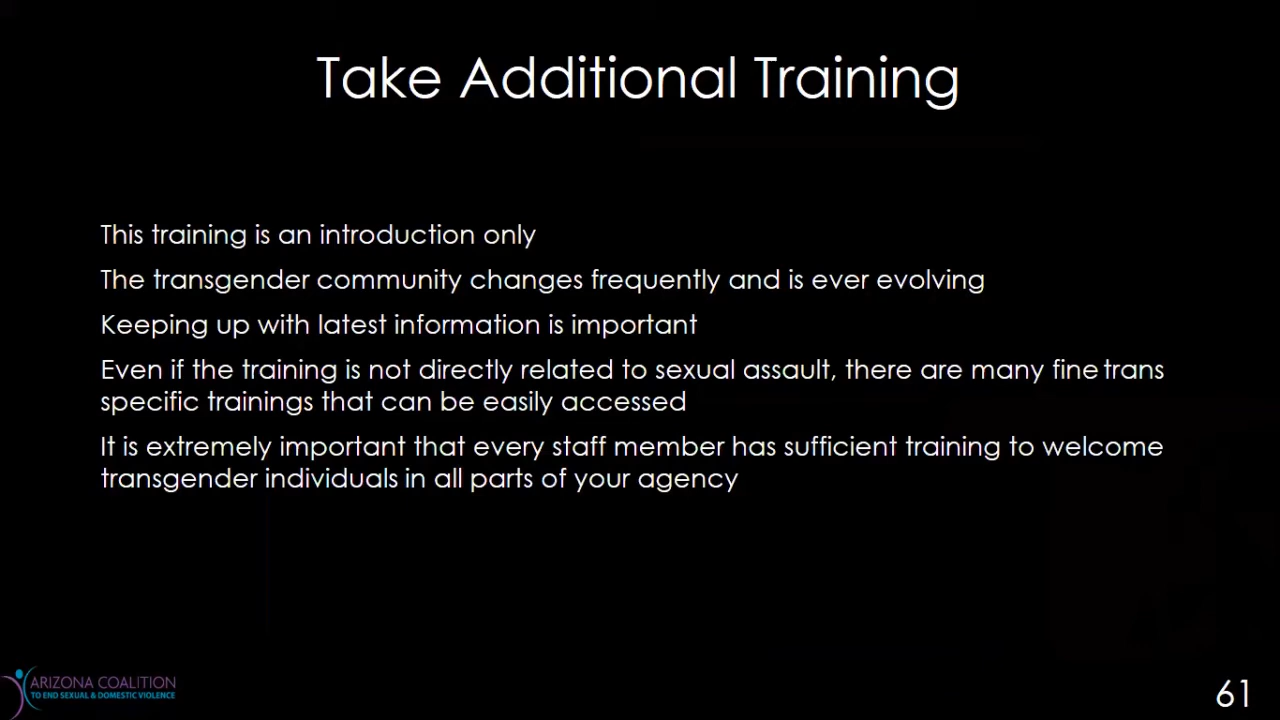 Take Additional Training
This training is an introduction only
The transgender community changes frequently and is ever evolving
Keeping up with latest information is important
Even if the training is not directly related to sexual assault, there are many fine trans
specific trainings that can be easily accessed
It is extremely important that every staff member has sufficient training to welcome
transgender individuals in all parts of your agency
ARIZONA COALITION
TO END SEXUAL & DOMESTIC VIOLENCE
61